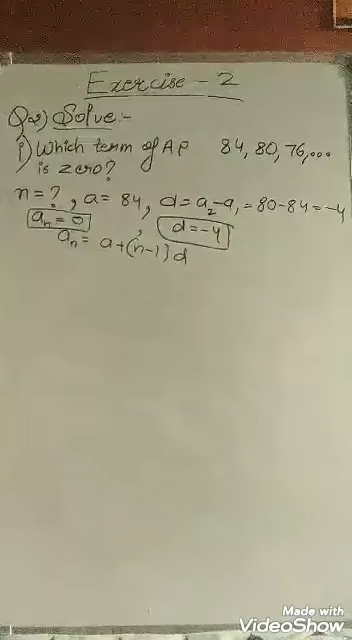 Exercise - 2
Q2) Solve:-
i) Which term of AP 84, 80, 76, ...
is zero?
n = ? , a = 84, d = a₂-a₁ = 80-84 = -4
aₙ = 0 , d = -4
aₙ = a+(n-1)d
Made with
VideoShow